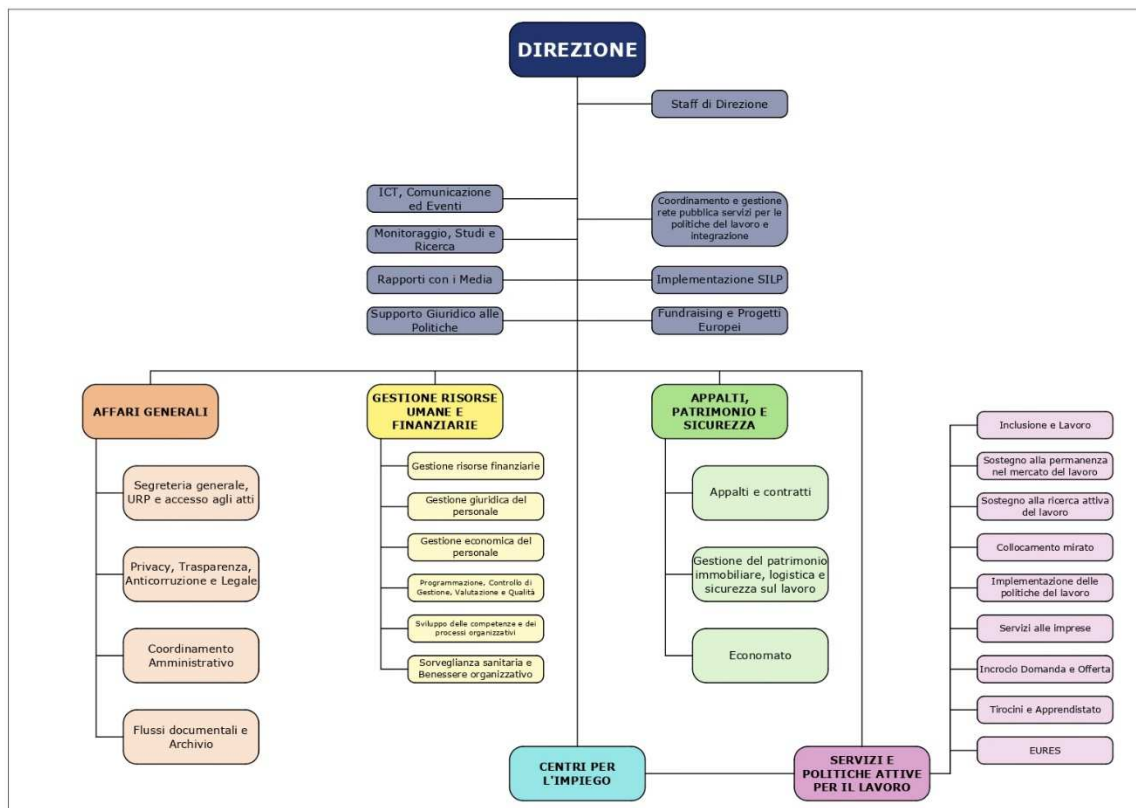 DIREZIONE
Staff di Direzione
ICT, Comunicazione
ed Eventi
Coordinamento e gestione
rete pubblica servizi per le
politiche del lavoro e
integrazione
Monitoraggio, Studi e
Ricerca
Rapporti con i Media
Implementazione SILP
Supporto Giuridico alle
Politiche
Fundraising e Progetti
Europei
AFFARI GENERALI
Segreteria generale,
URP e accesso agli atti
Privacy, Trasparenza,
Anticorruzione e Legale
Coordinamento
Amministrativo
Flussi documentali e
Archivio
GESTIONE RISORSE
UMANE E
FINANZIARIE
Gestione risorse finanziarie
Gestione giuridica del
personale
Gestione economica del
personale
Programmazione, Controllo di
Gestione, Valutazione e Qualità
Sviluppo delle competenze e dei
processi organizzativi
Sorveglianza sanitaria e
Benessere organizzativo
APPALTI,
PATRIMONIO E
SICUREZZA
Appalti e contratti
Gestione del patrimonio
immobiliare, logistica e
sicurezza sul lavoro
Economato
CENTRI PER
L'IMPIEGO
SERVIZI E
POLITICHE ATTIVE
PER IL LAVORO
Inclusione e Lavoro
Sostegno alla permanenza
nel mercato del lavoro
Sostegno alla ricerca attiva
del lavoro
Collocamento mirato
Implementazione delle
politiche del lavoro
Servizi alle imprese
Incrocio Domanda e Offerta
Tirocini e Apprendistato
EURES